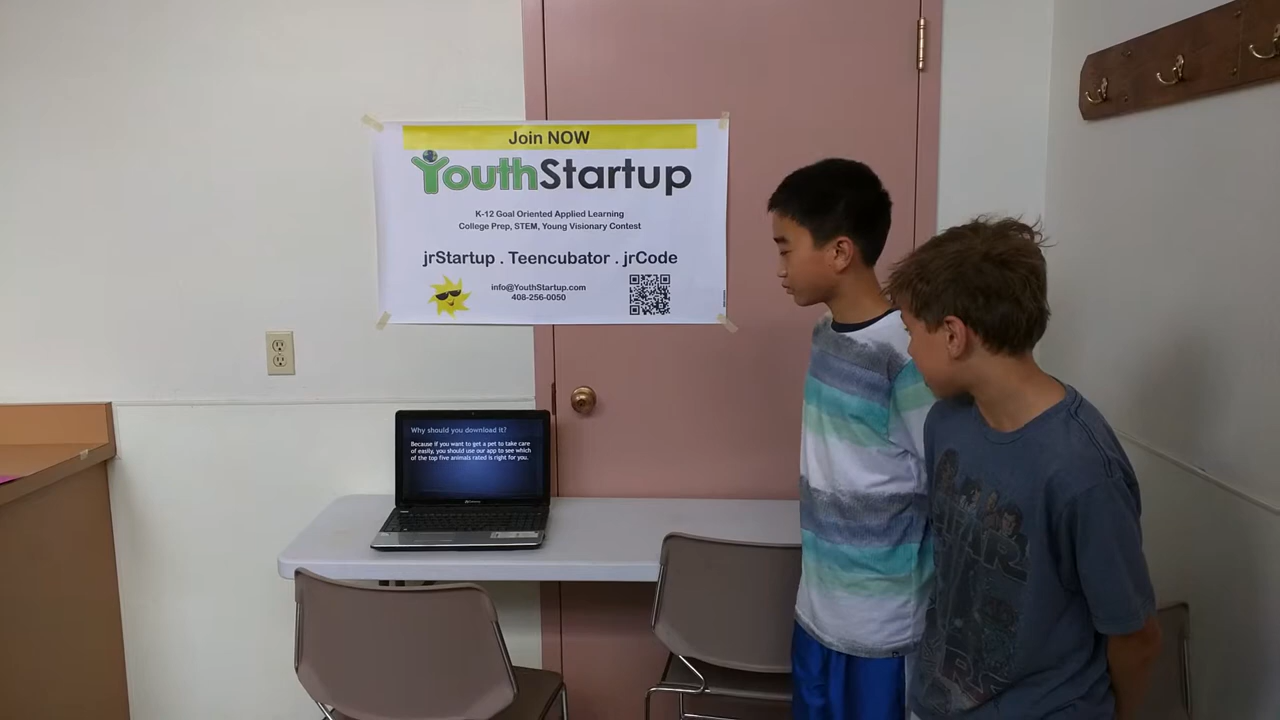 Join NOW
YouthStartup
K-12 Goal Oriented Applied Learning
College Prep, STEM, Young Visionary Contest
jrStartup . Teencubator . jrCode
info@YouthStartup.com
408-256-0050
Why should you download it?
Because if you want to get a pet to take care
of easily, you should use our app to see which
of the top five animals rated is right for you.